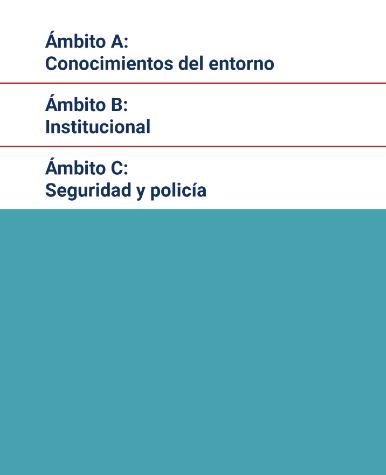 Ámbito A:
Conocimientos del entorno
Ámbito B:
Institucional
Ámbito C:
Seguridad y policía